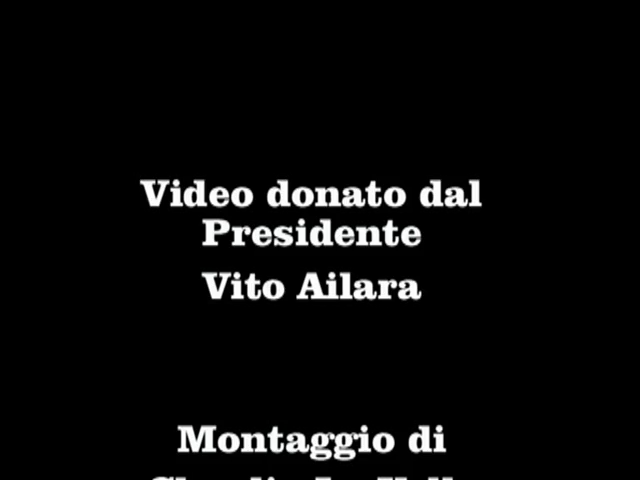 Video donato dal
Presidente
Vito Ailara
Montaggio di